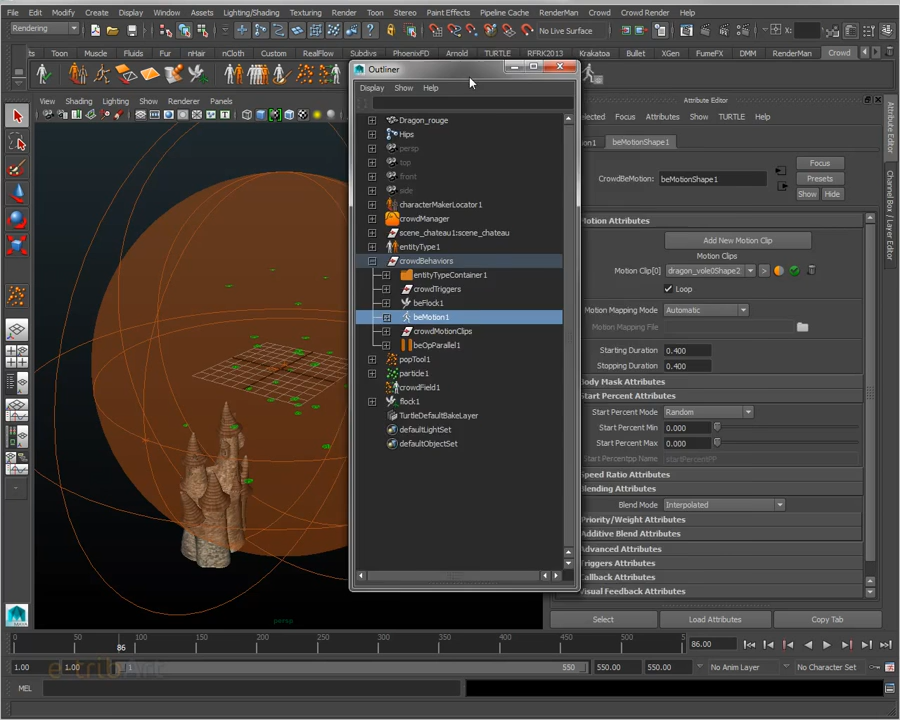 File Modify Create Display Window Assets Lighting/Shading Texturing Render Toon Stereo Paint Effects Pipeline Cache RenderMan Crowd Crowd Render Help
Rendering
No Live Surface
X:
Toon Muscle Fluids Fur nHair nCloth Custom RealFlow Subdivs PhoenixFD Arnold TURTLE RFRK2013 Krakatoa Bullet XGen FumeFX DMM RenderMan Crowd
Outliner
Display Show Help
Dragon_rouge
Hips
persp
top
front
side
characterMakerLocator1
crowdManager
scene_chateau1:scene_chateau
entityType1
crowdBehaviors
entityTypeContainer1
crowdTriggers
beFlock1
beMotion1
crowdMotionClips
beOpParallel1
popTool1
particle1
crowdField1
flock1
TurtleDefaultBakeLayer
defaultLightSet
defaultObjectSet
View Shading Lighting Show Renderer Panels
persp
Attribute Editor
Selected Focus Attributes Show TURTLE Help
beMotionShape1
CrowdBeMotion: beMotionShape1
Focus
Presets
Show Hide
Motion Attributes
Add New Motion Clip
Motion Clips
Motion Clip[0] dragon_vole0Shape2 >
Loop
Motion Mapping Mode Automatic
Motion Mapping File
Starting Duration 0.400
Stopping Duration 0.400
Body Mask Attributes
Start Percent Attributes
Start Percent Mode Random
Start Percent Min 0.000
Start Percent Max 0.000
Start Percentpp Name startPercentPP
Speed Ratio Attributes
Blending Attributes
Blend Mode Interpolated
Priority/Weight Attributes
Additive Blend Attributes
Advanced Attributes
Triggers Attributes
Callback Attributes
Visual Feedback Attributes
Select Load Attributes Copy Tab
Attribute Editor
Channel Box / Layer Editor
0 50 86 100 150 200 250 300 350 400 450 500 86.00
1.00 1.00 1 550 550.00 550.00 No Anim Layer No Character Set
MEL